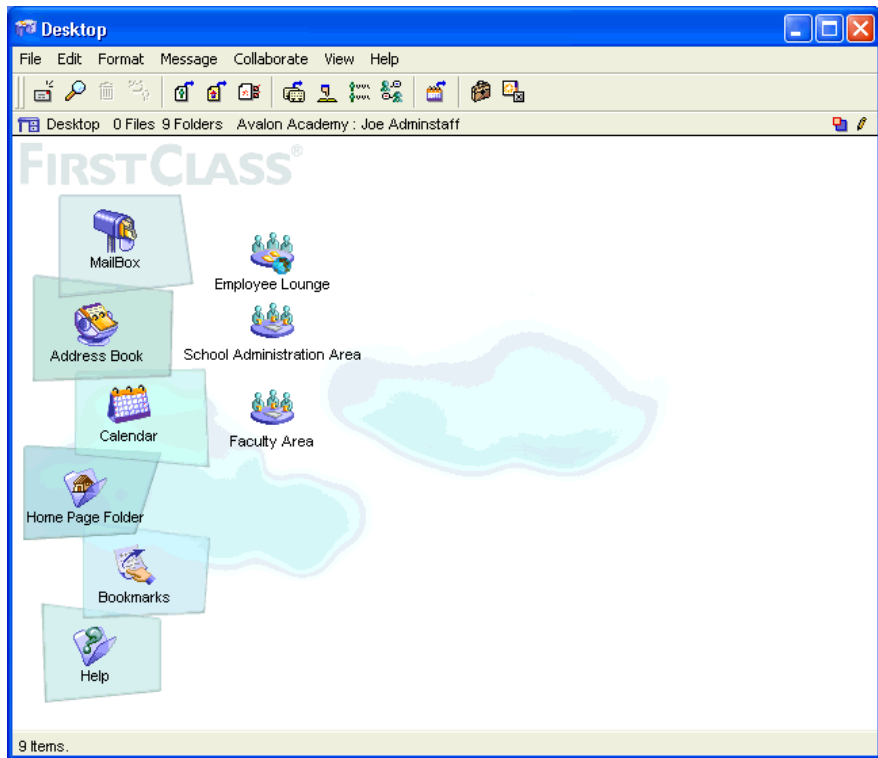 Desktop
File Edit Format Message Collaborate View Help
Desktop 0 Files 9 Folders Avalon Academy : Joe Adminstaff
FIRSTCLASS®
MailBox
Employee Lounge
Address Book
School Administration Area
Calendar
Faculty Area
Home Page Folder
Bookmarks
Help
9 Items.